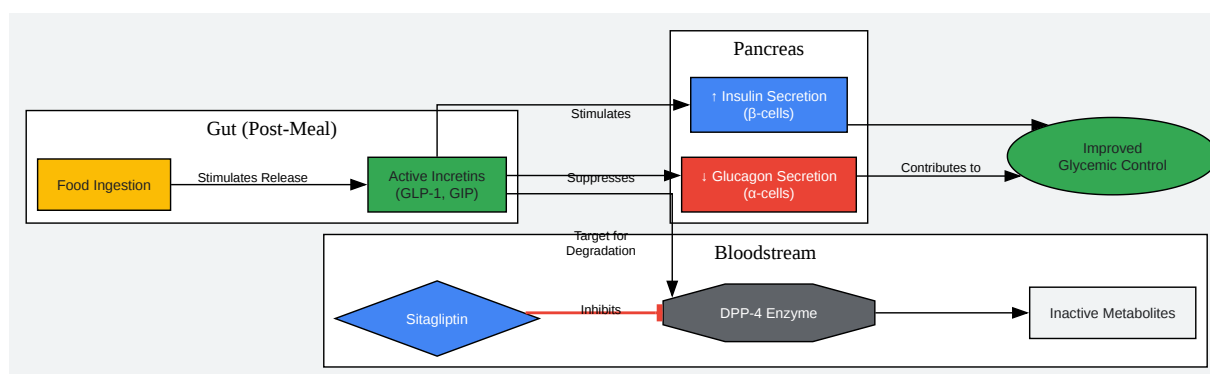 Pancreas
↑ Insulin Secretion
(β-cells)
Stimulates
Gut (Post-Meal)
Improved
Glycemic Control
Food Ingestion
Stimulates Release
Active Incretins
(GLP-1, GIP)
Suppresses
↓ Glucagon Secretion
(α-cells)
Contributes to
Target for
Degradation
Bloodstream
Sitagliptin
Inhibits
DPP-4 Enzyme
Inactive Metabolites